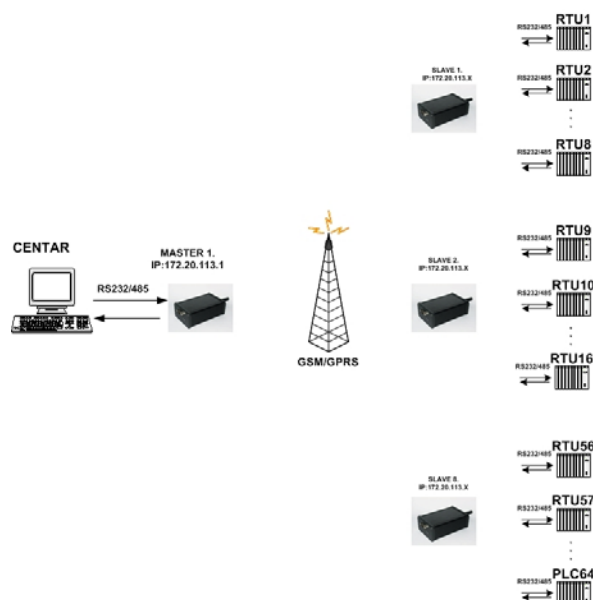 RTU1
RS232/485
SLAVE 1.
IP:172.20.113.X
RTU2
RS232/485
RTU8
RS232/485
RTU9
RS232/485
CENTAR
MASTER 1.
IP:172.20.113.1
SLAVE 2.
IP:172.20.113.X
RS232/485
RTU10
RS232/485
GSM/GPRS
RTU16
RS232/485
RTU56
RS232/485
SLAVE 8.
IP:172.20.113.X
RTU57
RS232/485
PLC64
RS232/485